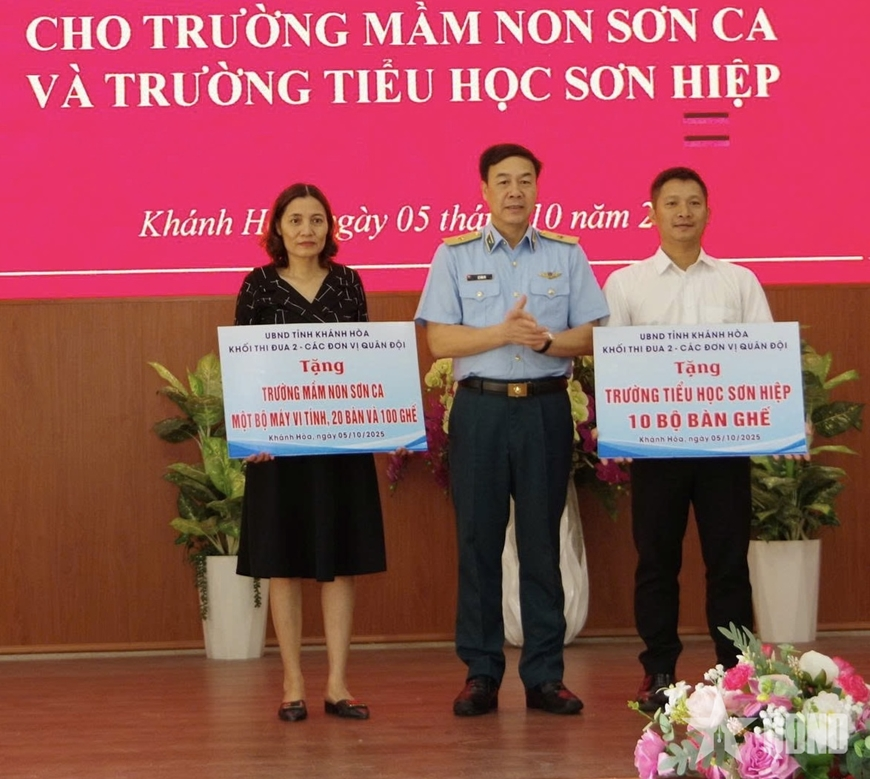 CHO TRƯỜNG MẦM NON SƠN CA
VÀ TRƯỜNG TIỂU HỌC SƠN HIỆP
Khánh H ngày 05 thá 10 năm 2
UBND TỈNH KHÁNH HÒA
KHỐI THI ĐUA 2 - CÁC ĐƠN VỊ QUÂN ĐỘI
Tặng
TRƯỜNG MẦM NON SƠN CA
MỘT BỘ MÁY VI TÍNH, 20 BÀN VÀ 100 GHẾ
Khánh Hòa, ngày 05/10/2025
UBND TỈNH KHÁNH HÒA
KHỐI THI ĐUA 2 - CÁC ĐƠN VỊ QUÂN ĐỘI
Tặng
TRƯỜNG TIỂU HỌC SƠN HIỆP
10 BỘ BÀN GHẾ
Khánh Hòa, ngày 05/10/2025
QĐND